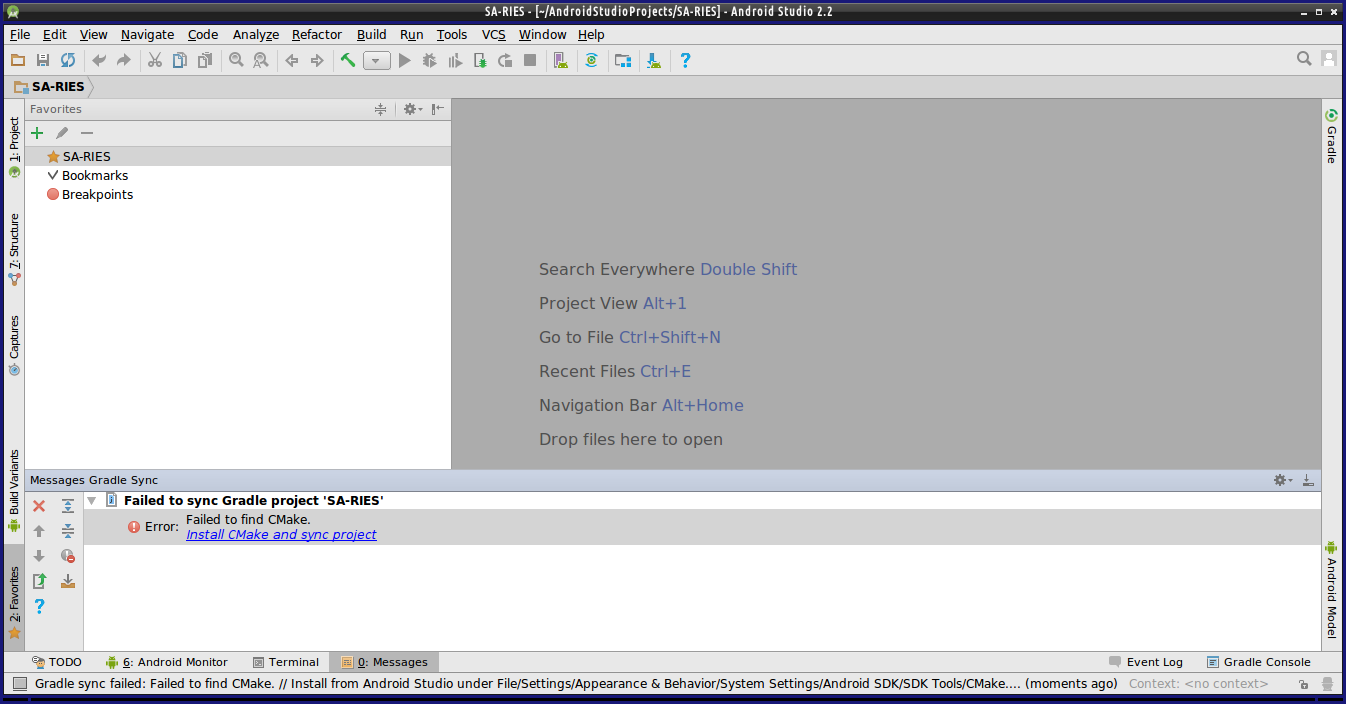 SA-RIES - [~/AndroidStudioProjects/SA-RIES] - Android Studio 2.2
File Edit View Navigate Code Analyze Refactor Build Run Tools VCS Window Help
SA-RIES
Favorites
SA-RIES
Bookmarks
Breakpoints
1: Project
7: Structure
Captures
Build Variants
2: Favorites
Search Everywhere Double Shift
Project View Alt+1
Go to File Ctrl+Shift+N
Recent Files Ctrl+E
Navigation Bar Alt+Home
Drop files here to open
Gradle
Android Model
Messages Gradle Sync
Failed to sync Gradle project 'SA-RIES'
Error: Failed to find CMake.
Install CMake and sync project
TODO 6: Android Monitor Terminal 0: Messages Event Log Gradle Console
Gradle sync failed: Failed to find CMake. // Install from Android Studio under File/Settings/Appearance & Behavior/System Settings/Android SDK/SDK Tools/CMake.... (moments ago) Context: <no context>